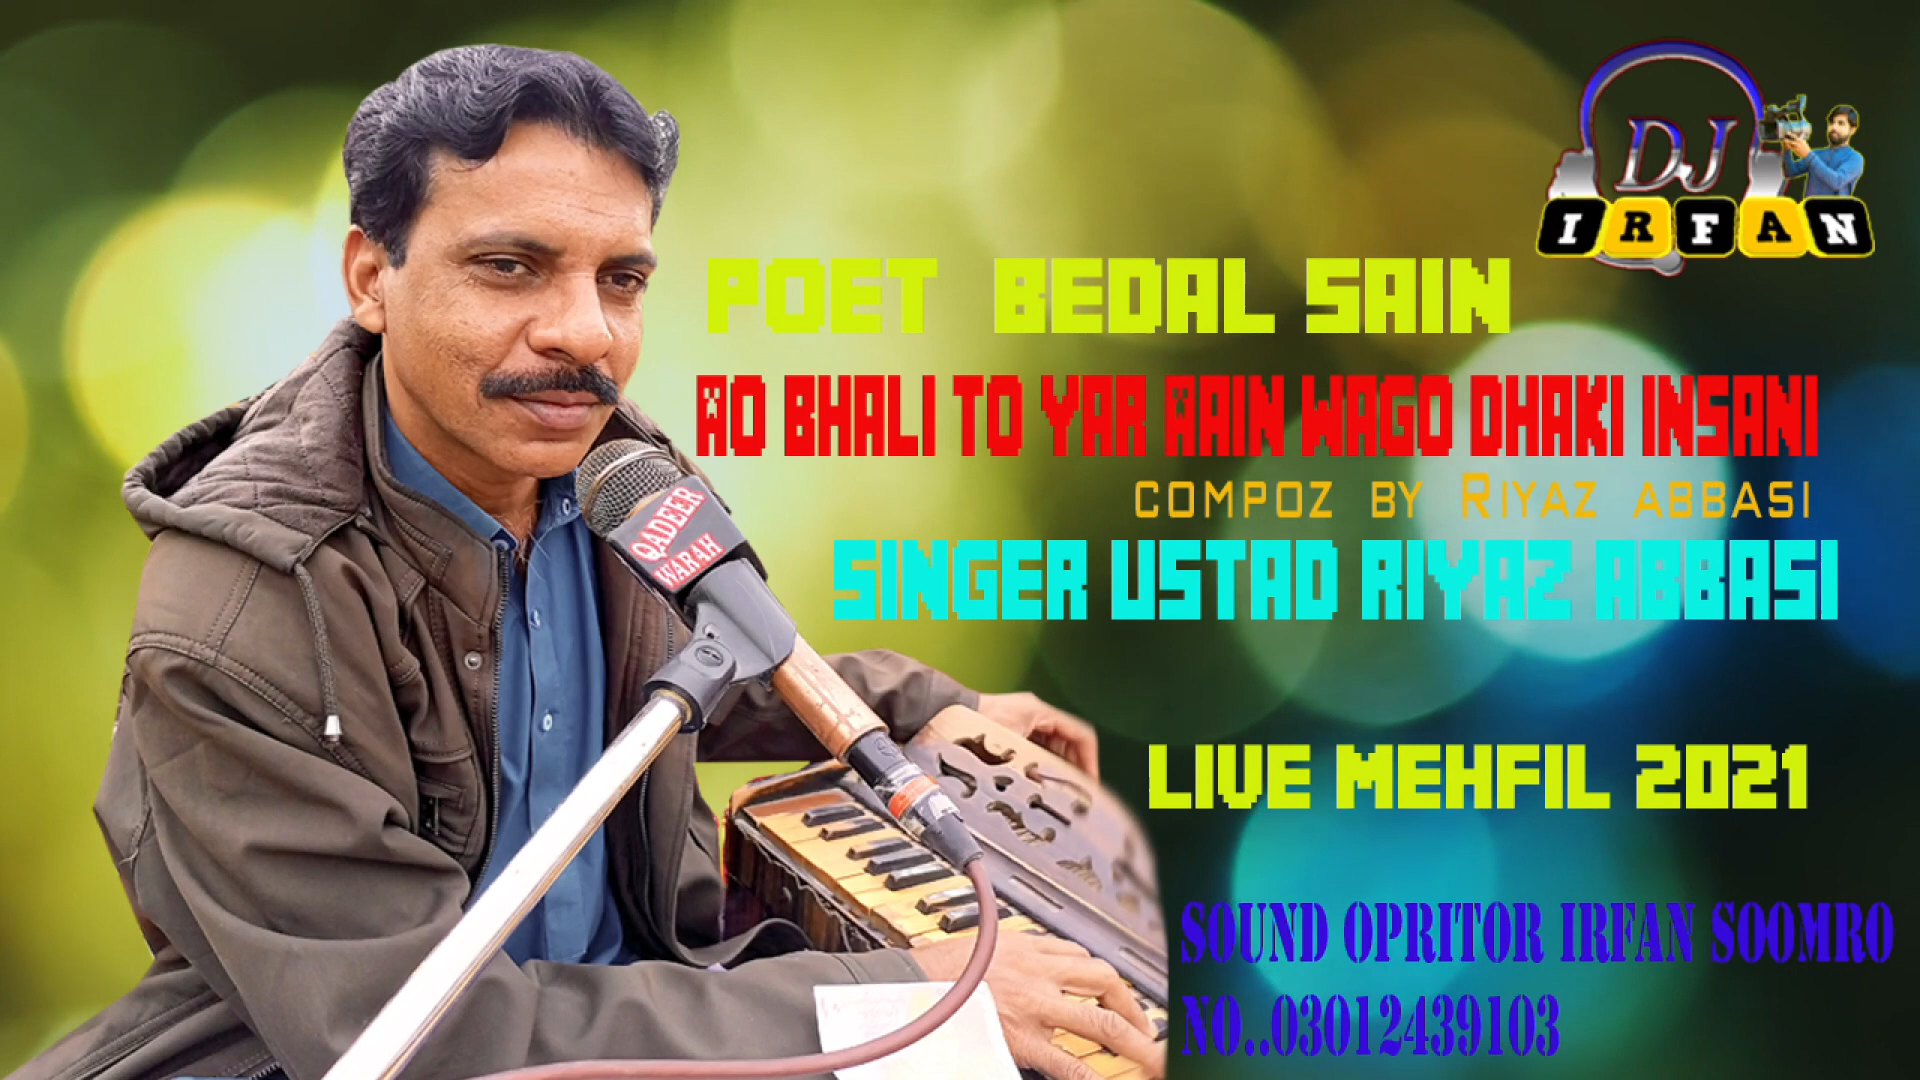 DJ
IRFAN
POET BEDAL SAIN
AO BHALI TO YAR AAIN WAGO DHAKI INSANI
COMPOZ BY RIYAZ ABBASI
SINGER USTAD RIYAZ ABBASI
QADEER
WARAH
LIVE MEHFIL 2021
SOUND OPRITOR IRFAN SOOMRO
NO..03012439103